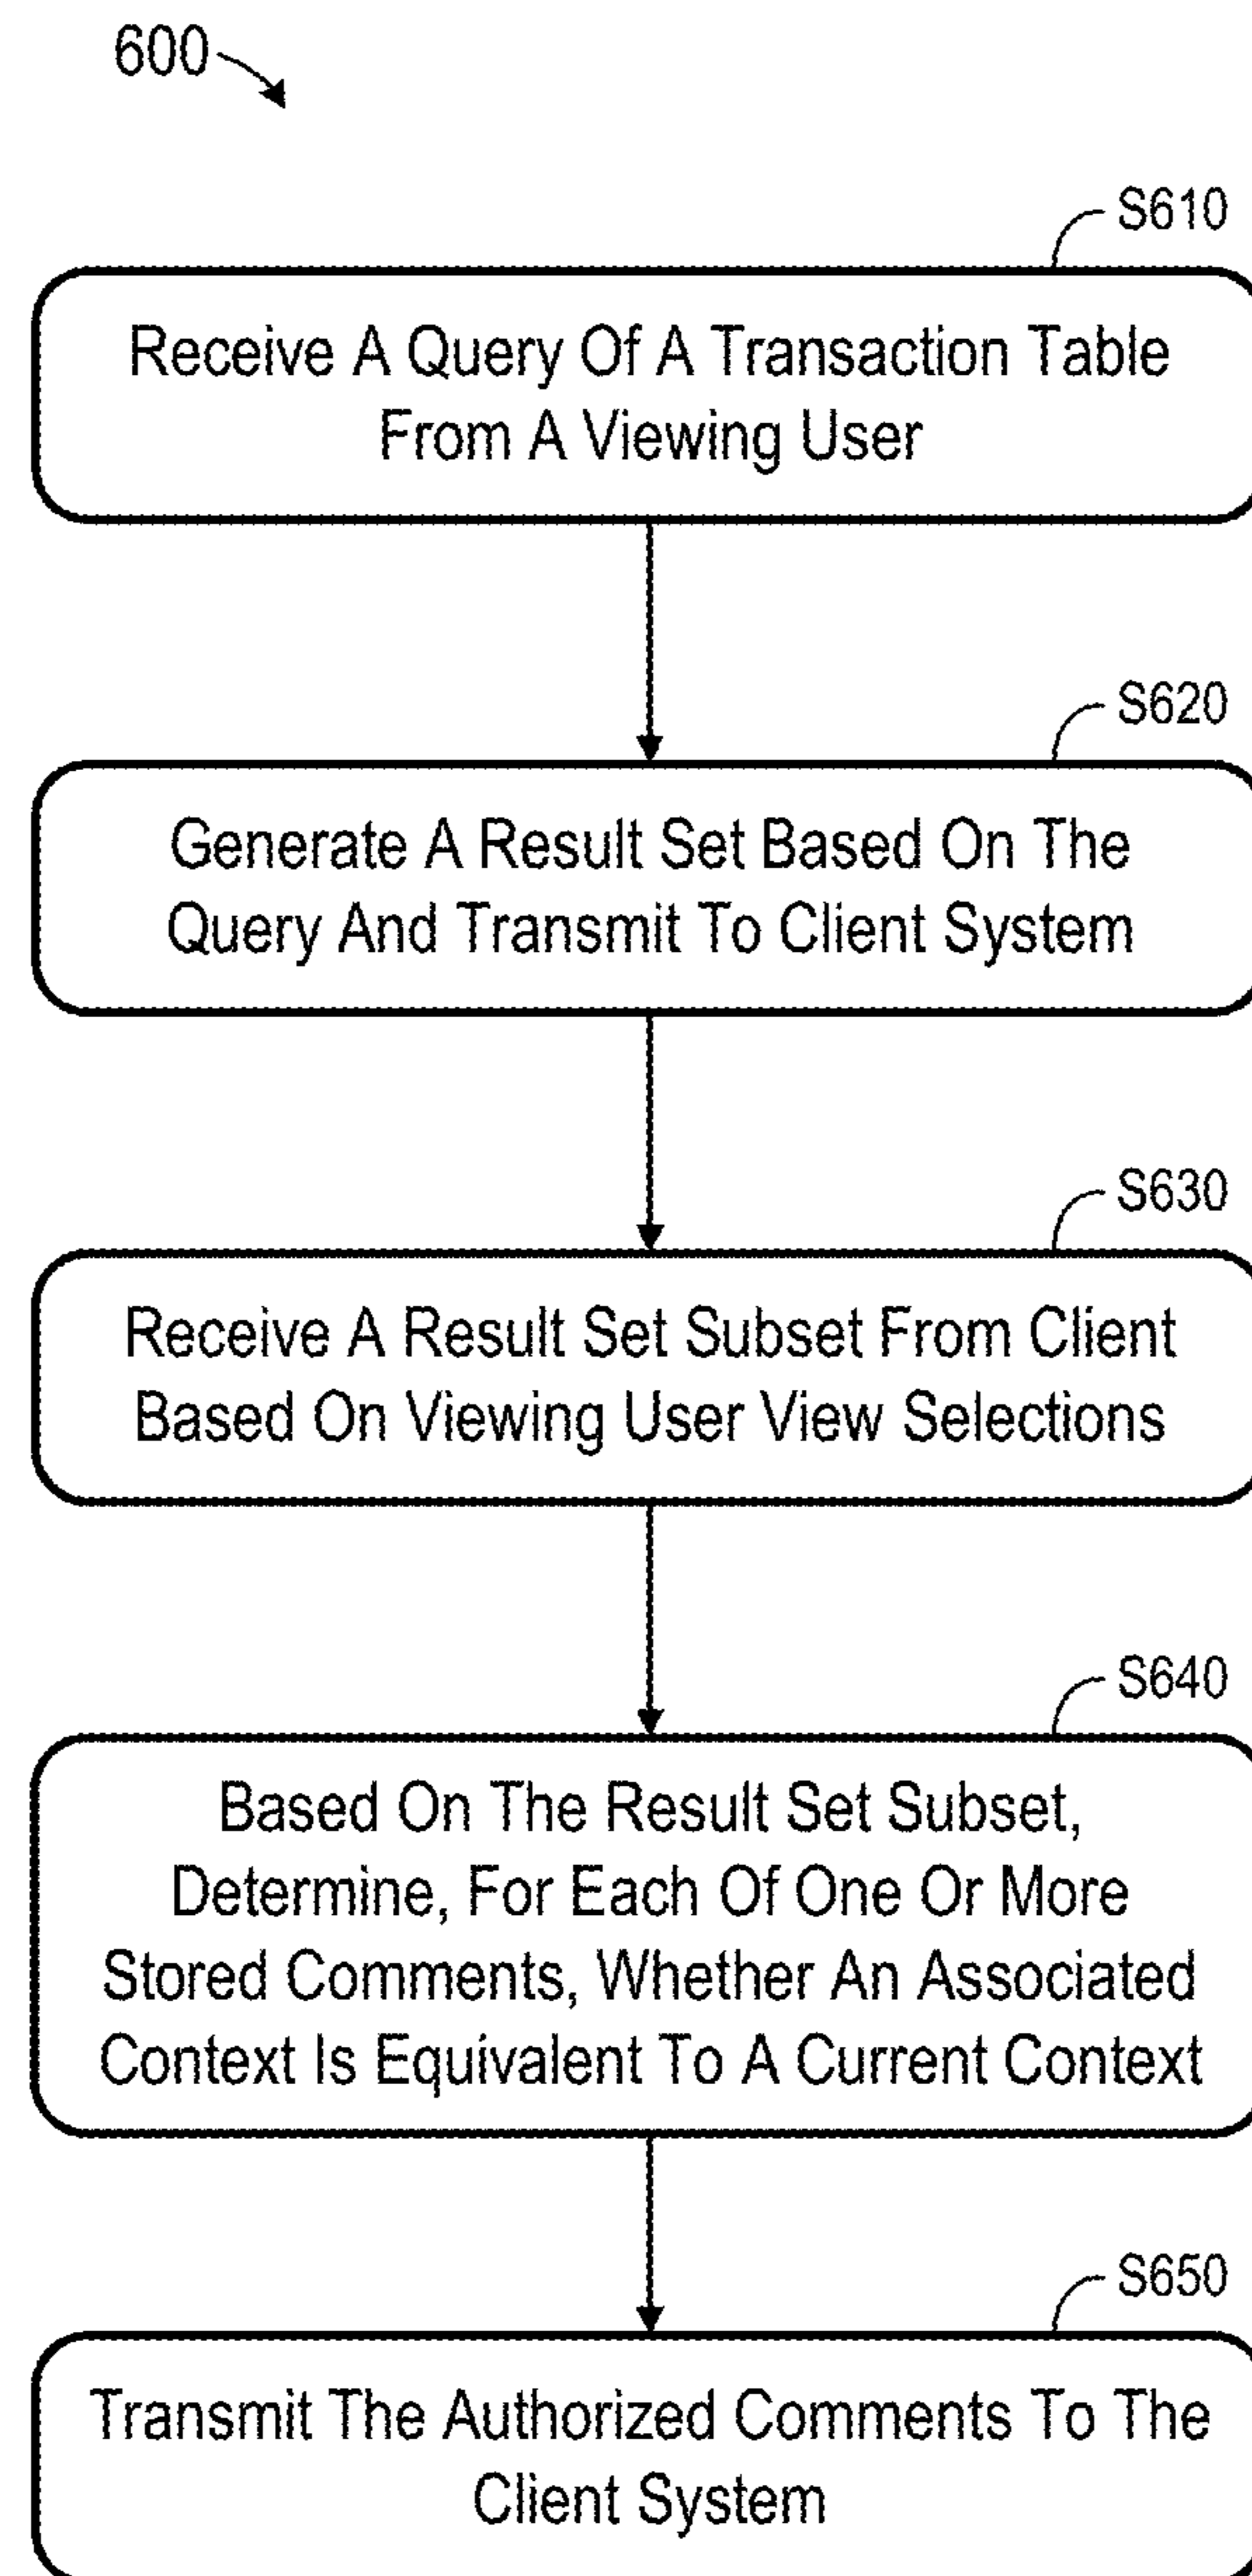 600
S610
Receive A Query Of A Transaction Table
From A Viewing User
S620
Generate A Result Set Based On The
Query And Transmit To Client System
S630
Receive A Result Set Subset From Client
Based On Viewing User View Selections
S640
Based On The Result Set Subset,
Determine, For Each Of One Or More
Stored Comments, Whether An Associated
Context Is Equivalent To A Current Context
S650
Transmit The Authorized Comments To The
Client System